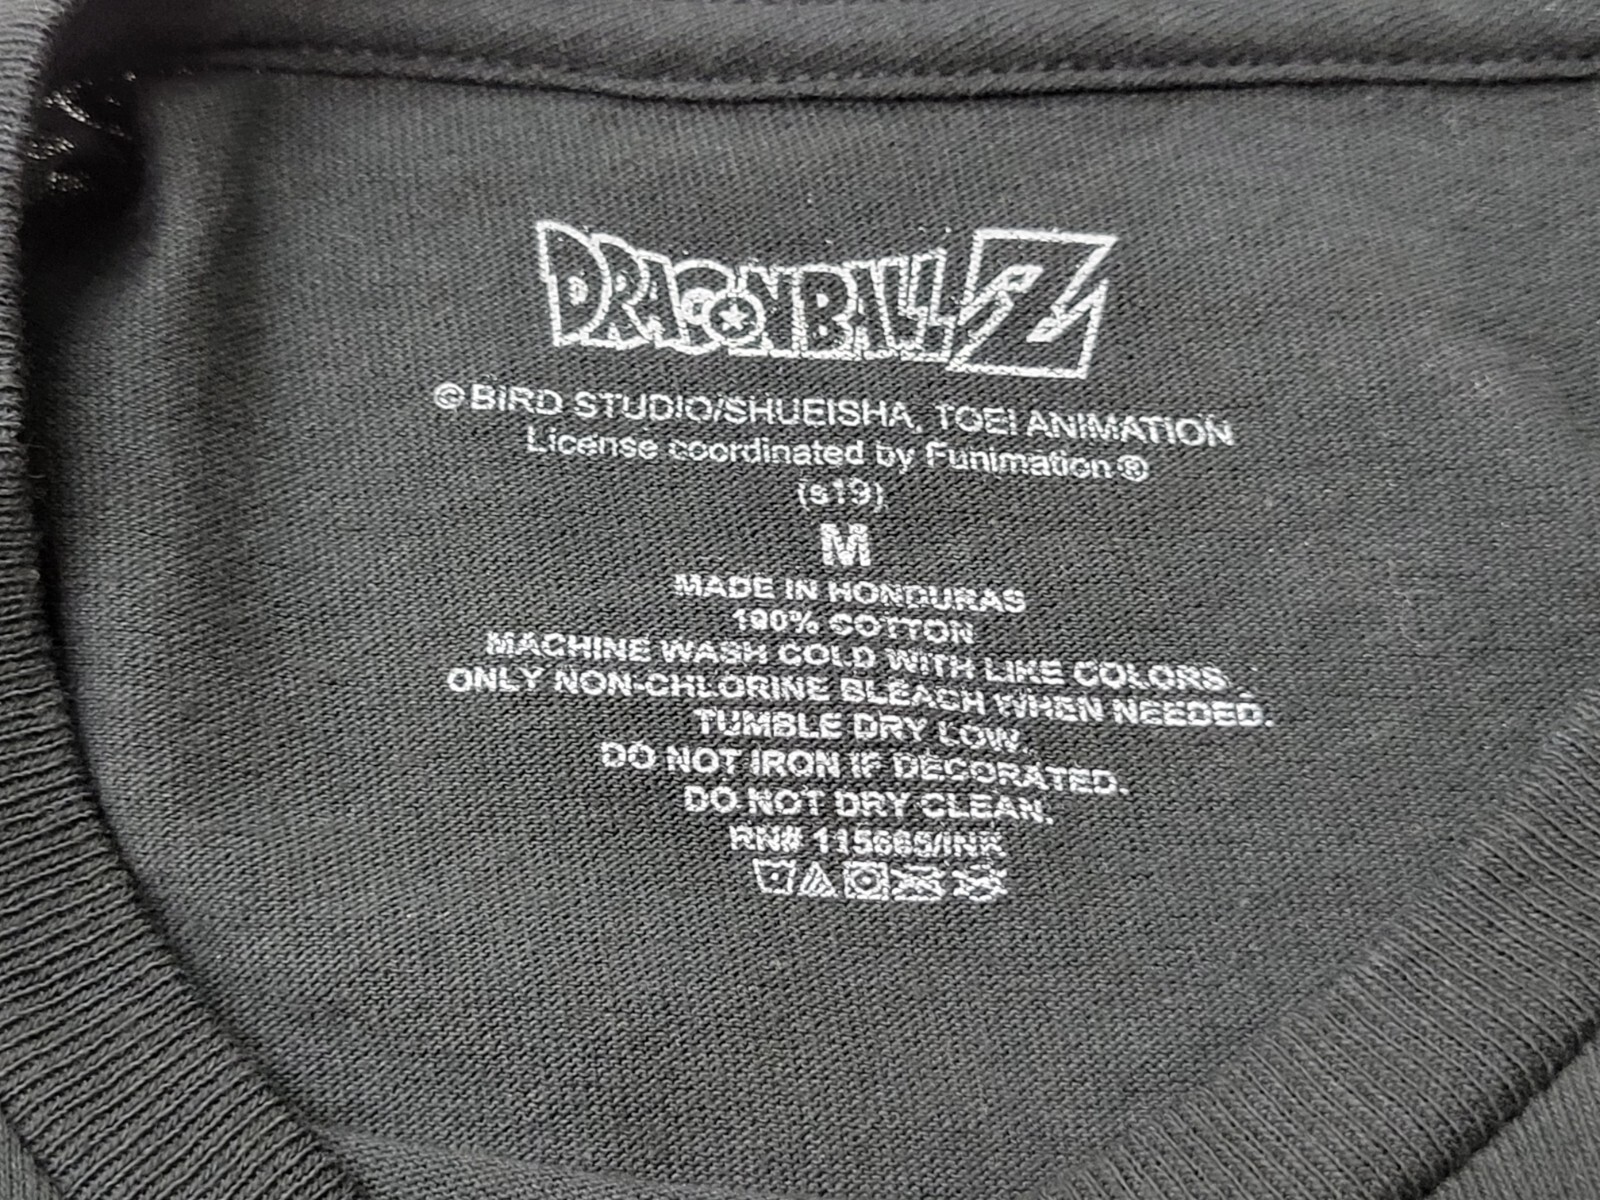 DRAGONBALL Z
© BIRD STUDIO/SHUEISHA, TOEI ANIMATION
License coordinated by Funimation ®
(s19)
M
MADE IN HONDURAS
100% COTTON
MACHINE WASH COLD WITH LIKE COLORS.
ONLY NON-CHLORINE BLEACH WHEN NEEDED.
TUMBLE DRY LOW.
DO NOT IRON IF DECORATED.
DO NOT DRY CLEAN.
RN# 115665/INK